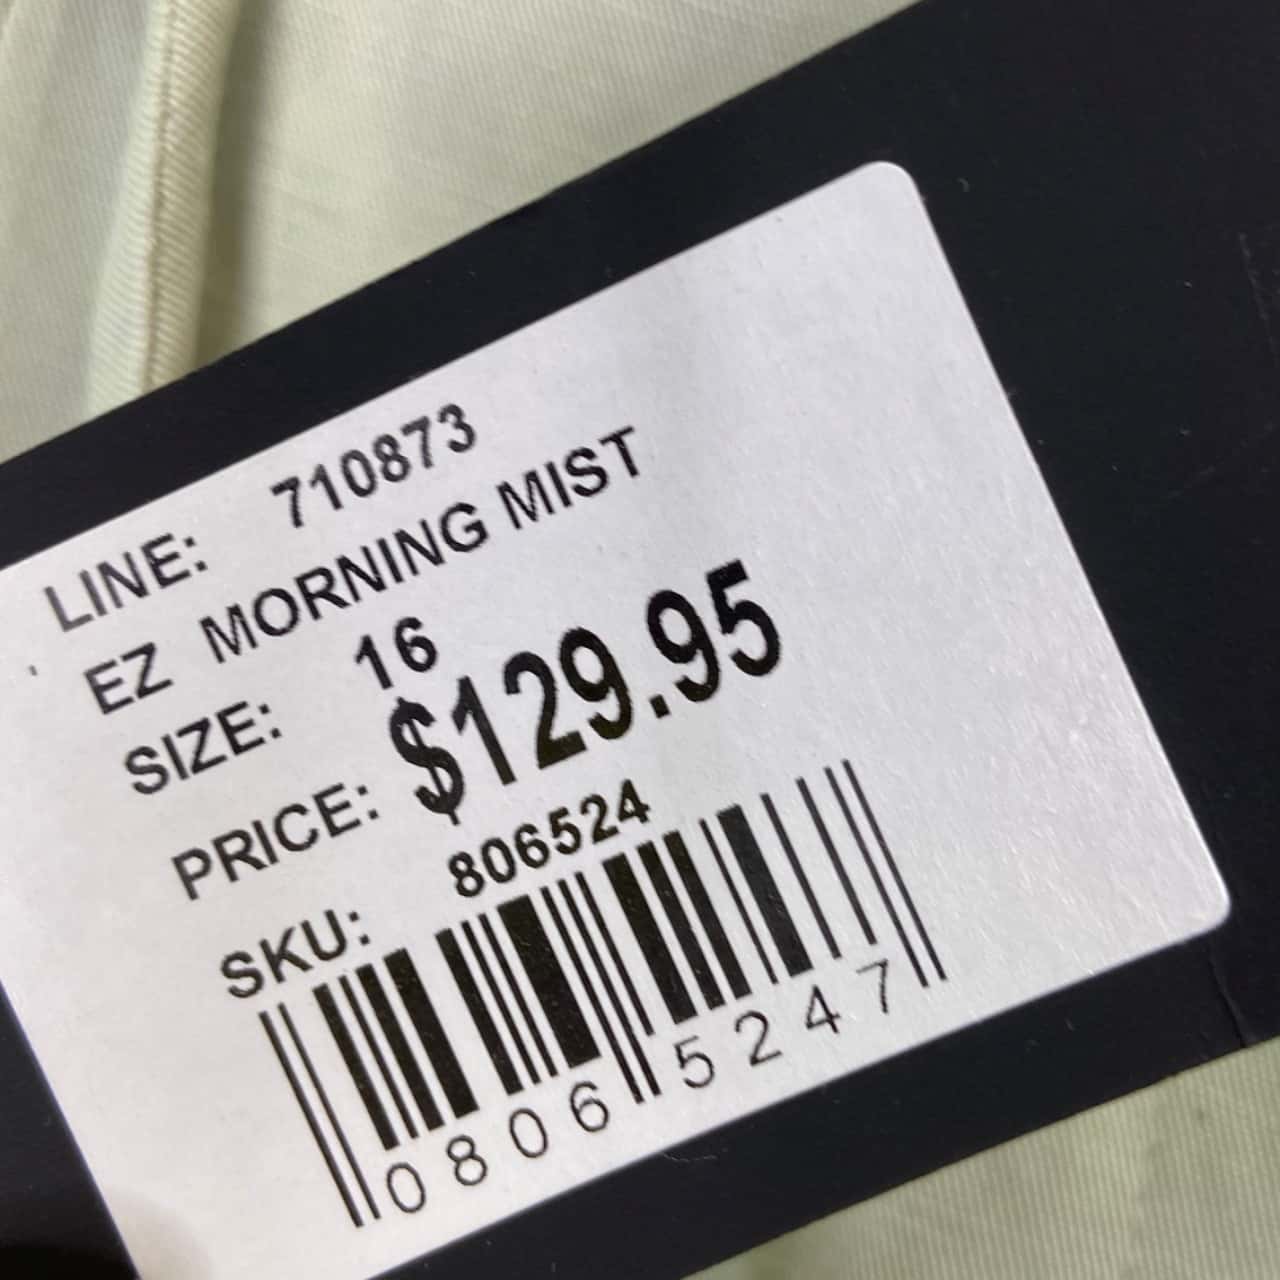 LINE: 710873
EZ MORNING MIST
SIZE: 16
PRICE: $129.95
SKU: 806524
0806 5247